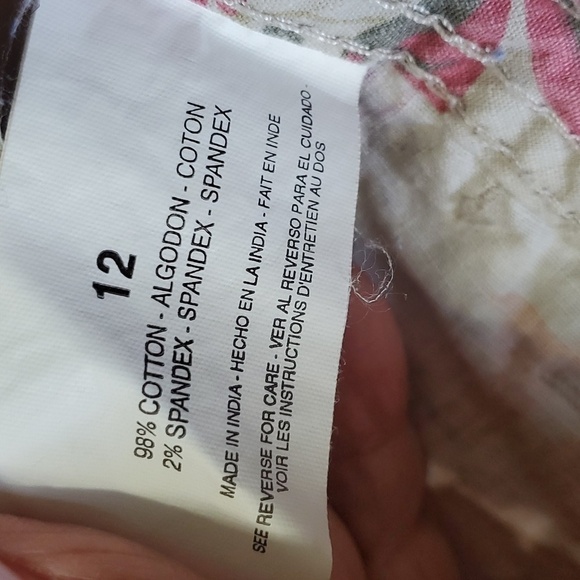 12
98% COTTON - ALGODON - COTON
2% SPANDEX - SPANDEX - SPANDEX
MADE IN INDIA - HECHO EN LA INDIA - FAIT EN INDE
SEE REVERSE FOR CARE - VER AL REVERSO PARA EL CUIDADO -
VOIR LES INSTRUCTIONS D'ENTRETIEN AU DOS